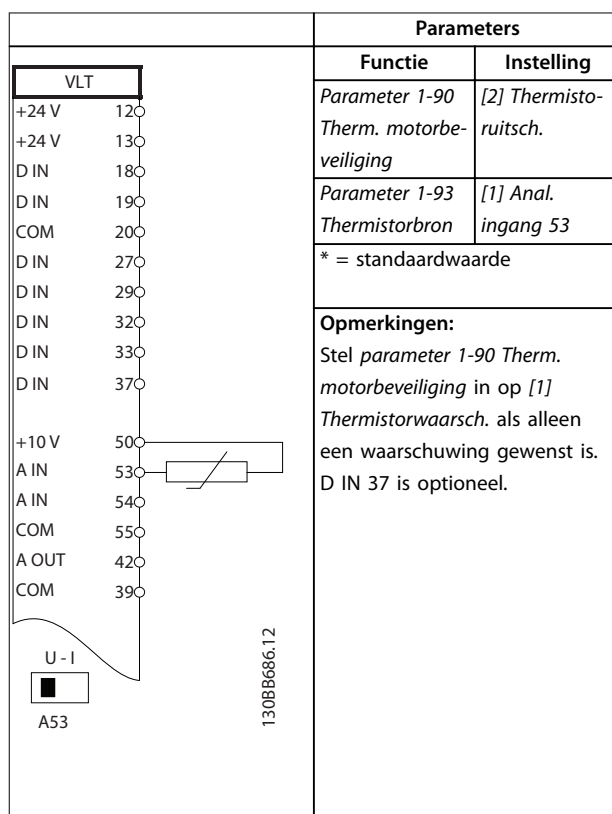 VLT
+24 V 12
+24 V 13
D IN 18
D IN 19
COM 20
D IN 27
D IN 29
D IN 32
D IN 33
D IN 37
+10 V 50
A IN 53
A IN 54
COM 55
A OUT 42
COM 39
U - I
A53
130BB686.12
Parameters
Functie Instelling
Parameter 1-90 [2] Thermisto-
Therm. motorbe- ruitsch.
veiliging
Parameter 1-93 [1] Anal.
Thermistorbron ingang 53
* = standaardwaarde
Opmerkingen:
Stel parameter 1-90 Therm.
motorbeveiliging in op [1]
Thermistorwaarsch. als alleen
een waarschuwing gewenst is.
D IN 37 is optioneel.